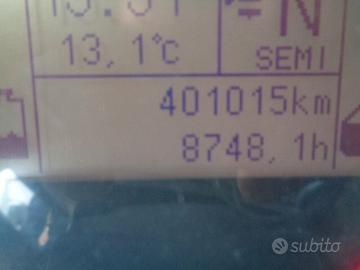 N
13,1°c
SEMI
401015km
8748,1h
subito